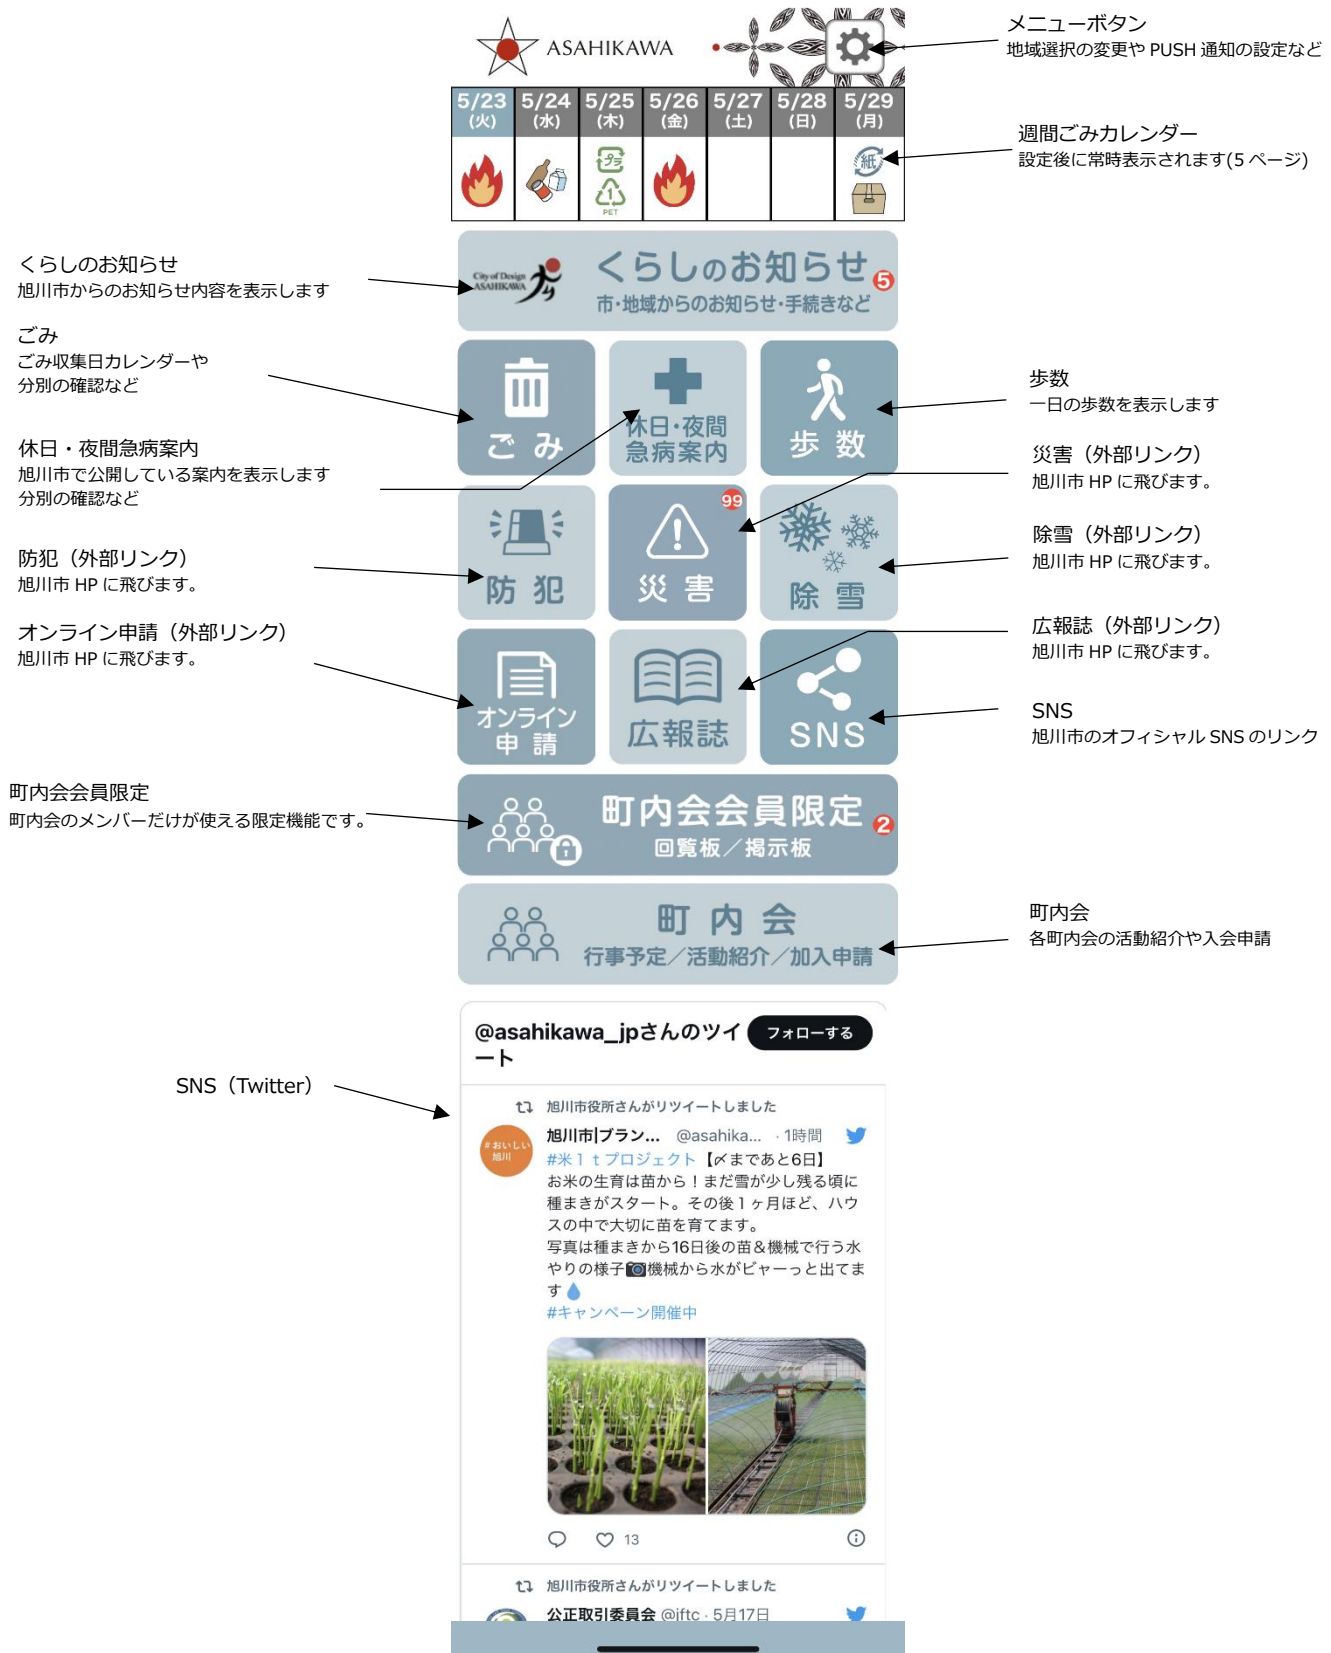 ASAHIKAWA
メニューボタン
地域選択の変更や PUSH 通知の設定など
5/23 5/24 5/25 5/26 5/27 5/28 5/29
(火) (水) (木) (金) (土) (日) (月)
プラ
1
PET
紙
週間ごみカレンダー
設定後に常時表示されます(5 ページ)
くらしのお知らせ
旭川市からのお知らせ内容を表示します
City of Design
ASAHIKAWA
くらしのお知らせ
5
市・地域からのお知らせ・手続きなど
ごみ
ごみ収集日カレンダーや
分別の確認など
ごみ
休日・夜間
急病案内
歩数
歩数
一日の歩数を表示します
休日・夜間急病案内
旭川市で公開している案内を表示します
分別の確認など
災害（外部リンク）
旭川市 HP に飛びます。
防犯
99
災害
除雪
防犯（外部リンク）
旭川市 HP に飛びます。
除雪（外部リンク）
旭川市 HP に飛びます。
オンライン申請（外部リンク）
旭川市 HP に飛びます。
オンライン
申請
広報誌
SNS
広報誌（外部リンク）
旭川市 HP に飛びます。
SNS
旭川市のオフィシャル SNS のリンク
町内会会員限定
町内会のメンバーだけが使える限定機能です。
町内会会員限定
2
回覧板／掲示板
町内会
行事予定／活動紹介／加入申請
町内会
各町内会の活動紹介や入会申請
@asahikawa_jpさんのツイ
ート
フォローする
SNS（Twitter）
旭川市役所さんがリツイートしました
#おいしい
旭川
旭川市|ブラン... @asahika... · 1時間
#米１ｔプロジェクト【〆まであと6日】
お米の生育は苗から！まだ雪が少し残る頃に
種まきがスタート。その後１ヶ月ほど、ハウ
スの中で大切に苗を育てます。
写真は種まきから16日後の苗＆機械で行う水
やりの様子📷機械から水がビャーっと出てま
す💧
#キャンペーン開催中
13
旭川市役所さんがリツイートしました
公正取引委員会 @jftc · 5月17日